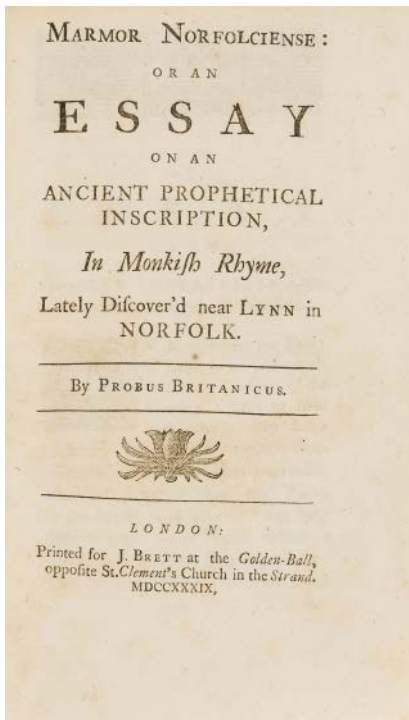 MARMOR NORFOLCIENSE:
OR AN
ESSAY
ON AN
ANCIENT PROPHETICAL
INSCRIPTION,
In Monkiſh Rhyme,
Lately Diſcover'd near LYNN in
NORFOLK.
By PROBUS BRITANICUS.
LONDON:
Printed for J. BRETT at the Golden-Ball,
oppoſite St. Clement's Church in the Strand.
MDCCXXXIX,